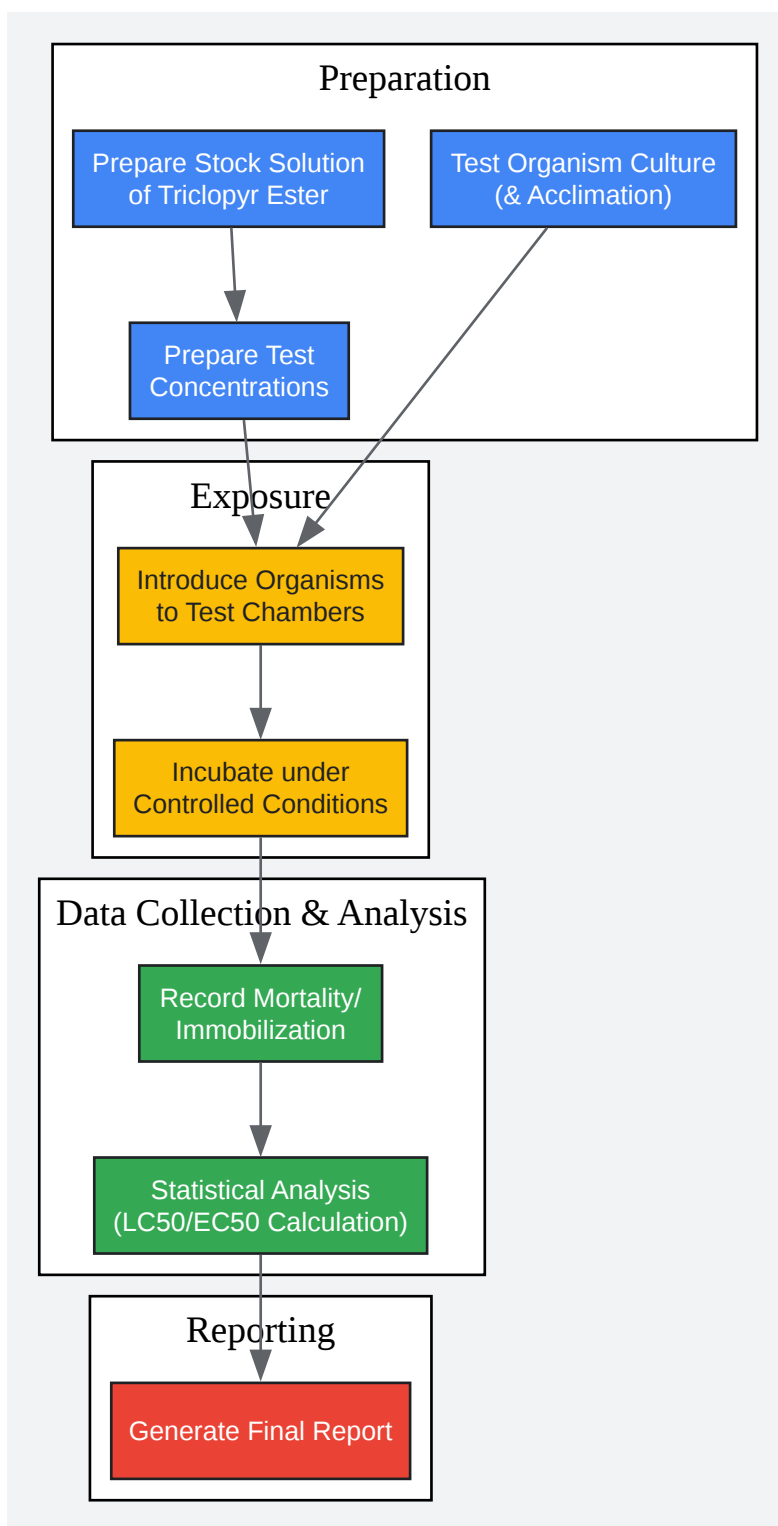 Preparation
Prepare Stock Solution
of Triclopyr Ester
Test Organism Culture
(& Acclimation)
Prepare Test
Concentrations
Exposure
Introduce Organisms
to Test Chambers
Incubate under
Controlled Conditions
Data Collection & Analysis
Record Mortality/
Immobilization
Statistical Analysis
(LC50/EC50 Calculation)
Reporting
Generate Final Report